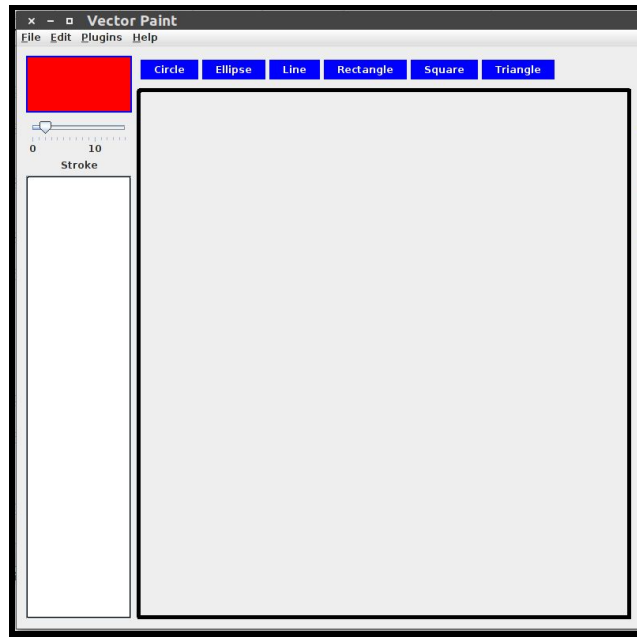 Vector Paint
File Edit Plugins Help
Circle Ellipse Line Rectangle Square Triangle
0 10
Stroke